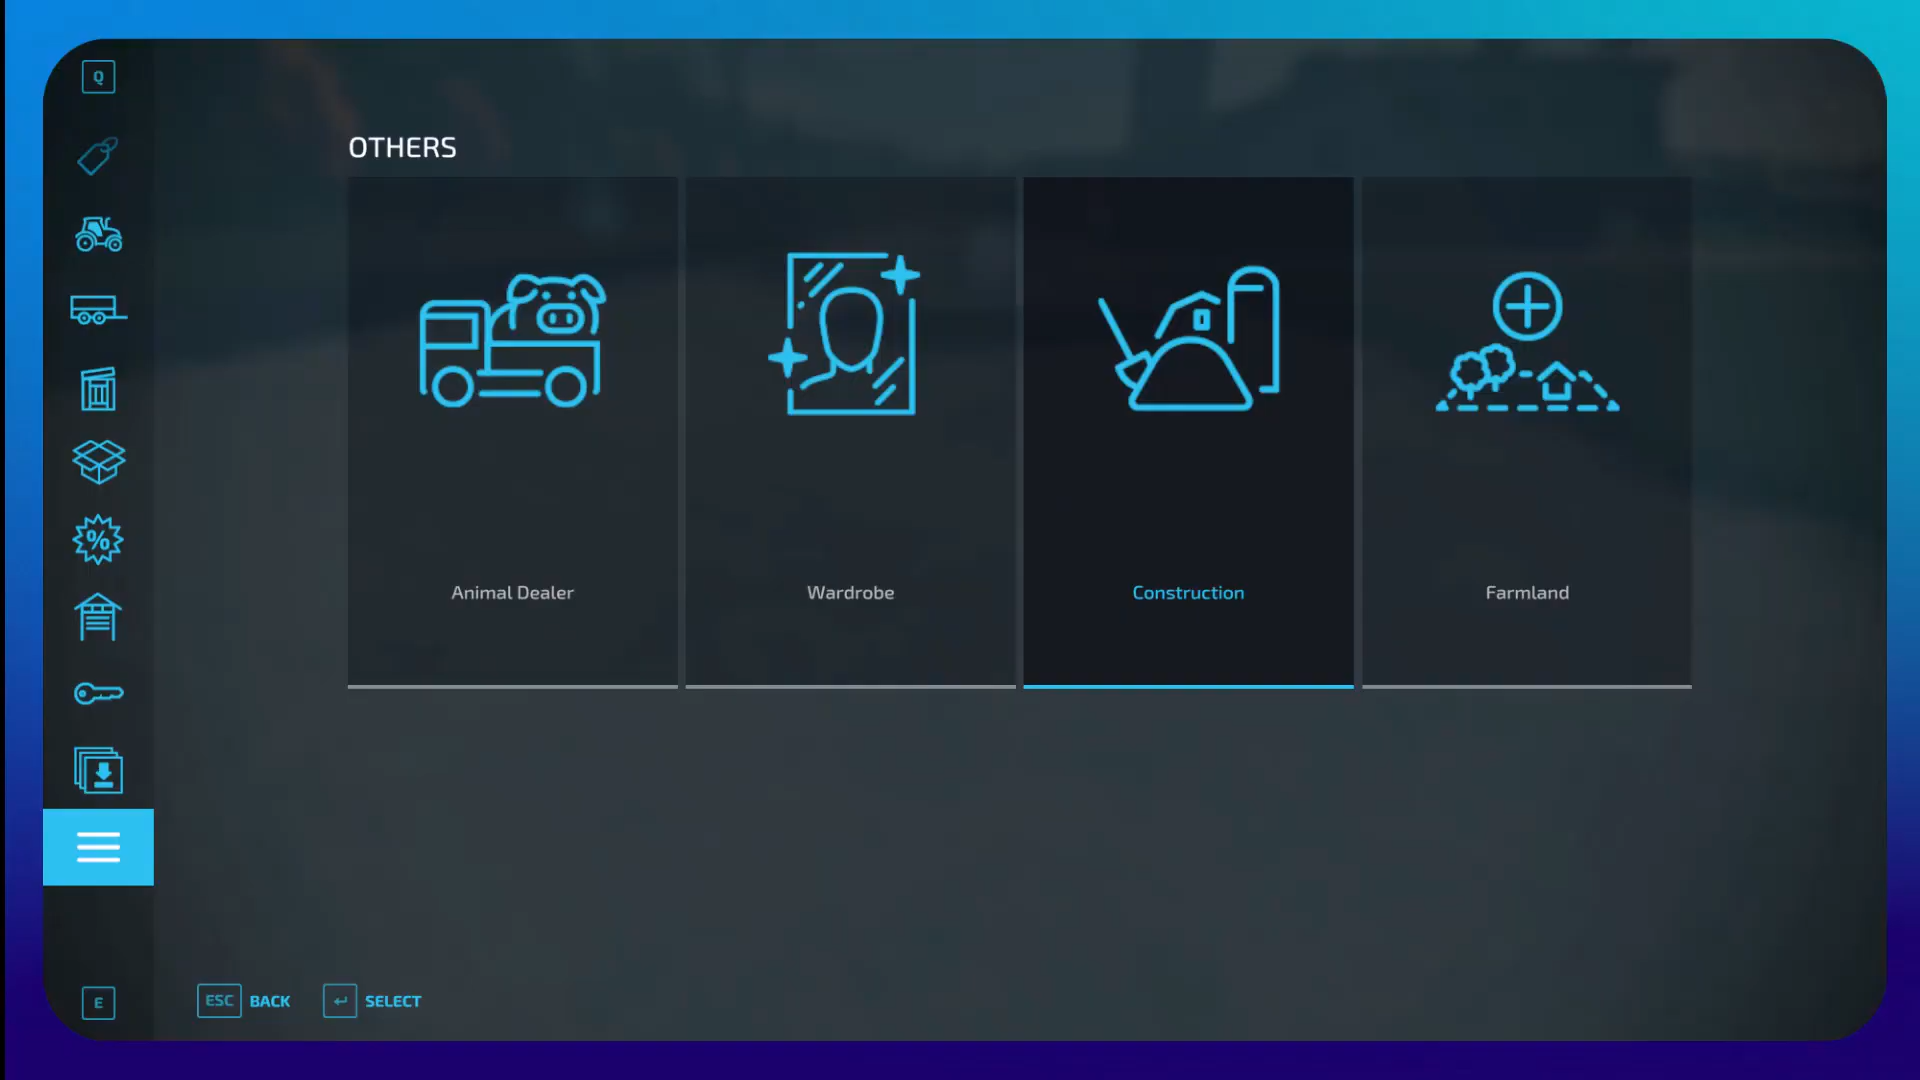 Q
OTHERS
Animal Dealer
Wardrobe
Construction
Farmland
%
E
ESC BACK
SELECT